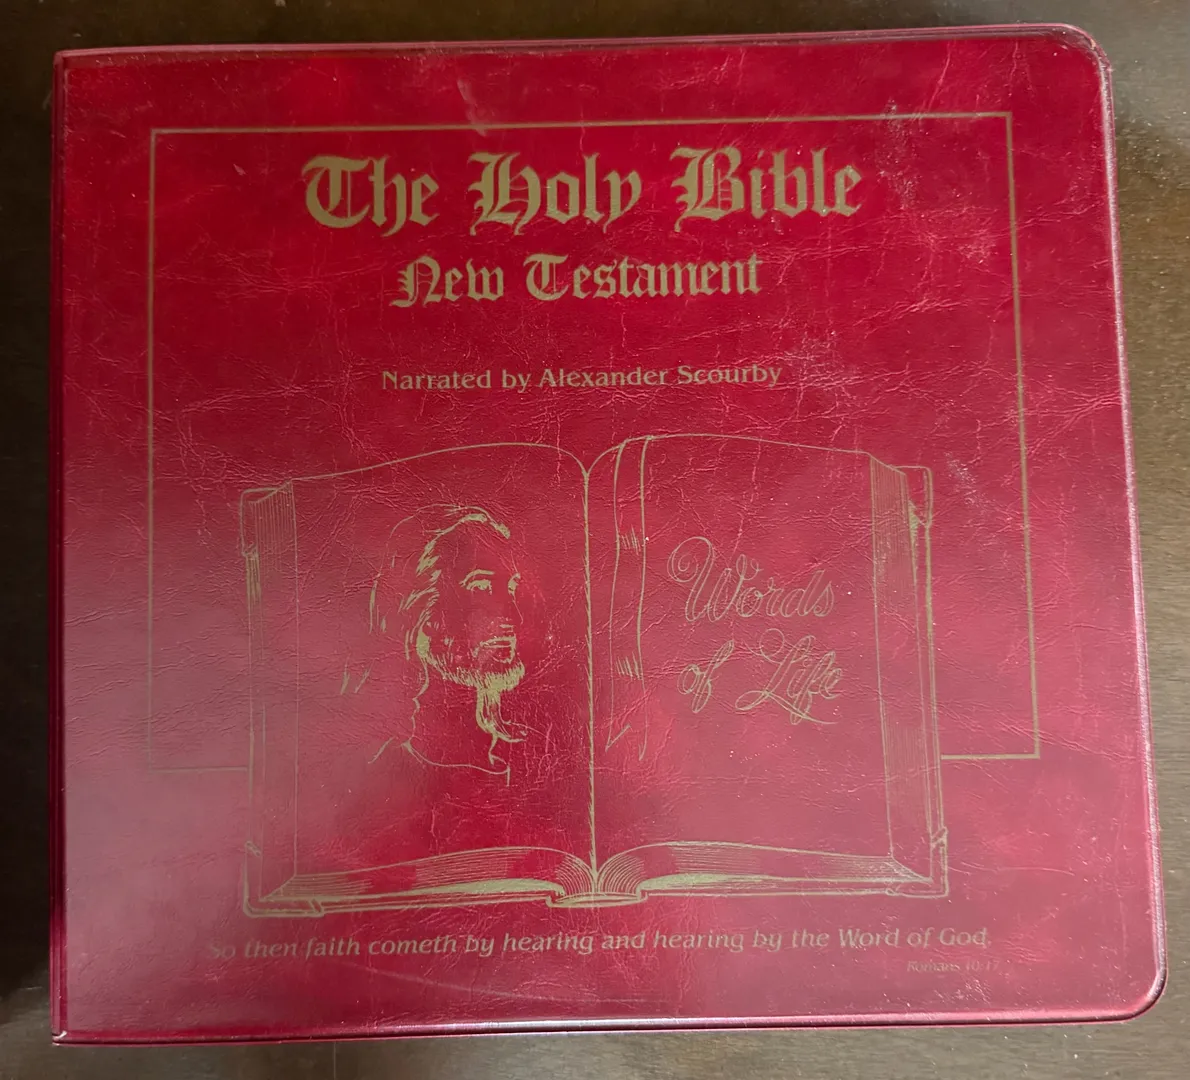 The Holy Bible
New Testament
Narrated by Alexander Scourby
Words
of Life
So then faith cometh by hearing and hearing by the Word of God.
Romans 10:17